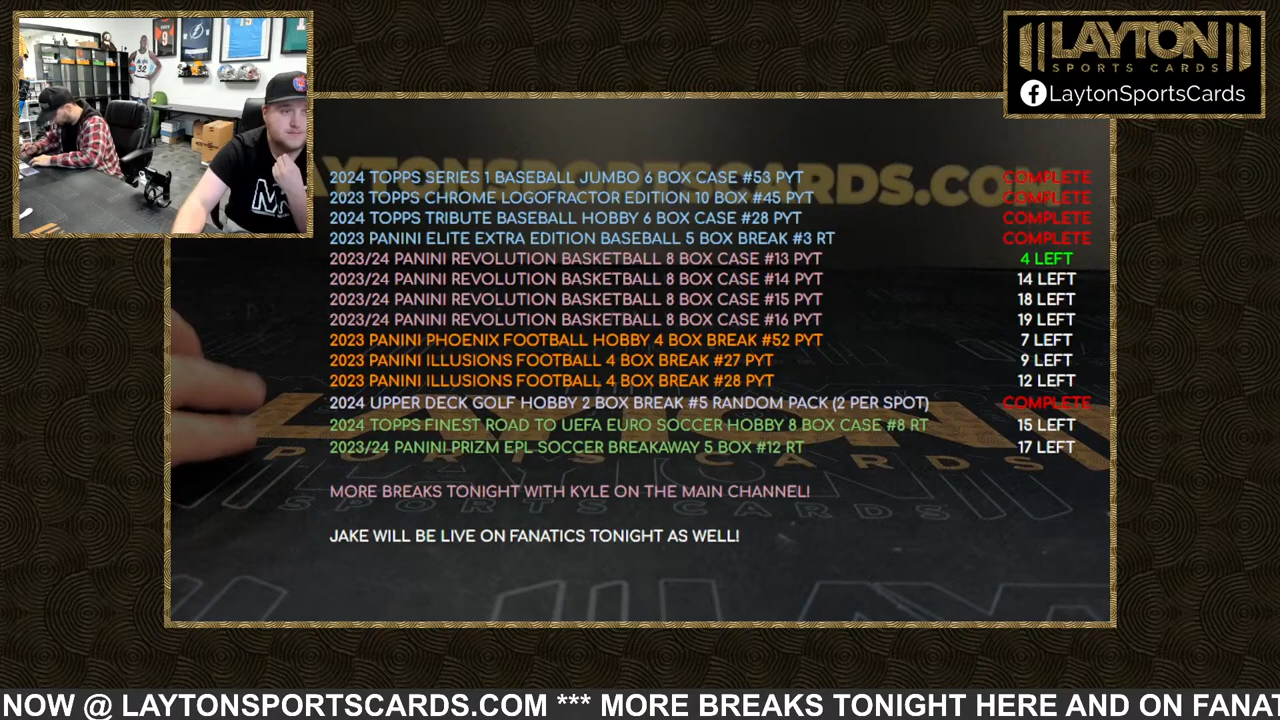 LAYTON
SPORTS CARDS
LaytonSportsCards
LAYTONSPORTSCARDS.CO
2024 TOPPS SERIES 1 BASEBALL JUMBO 6 BOX CASE #53 PYT COMPLETE
2023 TOPPS CHROME LOGOFRACTOR EDITION 10 BOX #45 PYT COMPLETE
2024 TOPPS TRIBUTE BASEBALL HOBBY 6 BOX CASE #28 PYT COMPLETE
2023 PANINI ELITE EXTRA EDITION BASEBALL 5 BOX BREAK #3 RT COMPLETE
2023/24 PANINI REVOLUTION BASKETBALL 8 BOX CASE #13 PYT 4 LEFT
2023/24 PANINI REVOLUTION BASKETBALL 8 BOX CASE #14 PYT 14 LEFT
2023/24 PANINI REVOLUTION BASKETBALL 8 BOX CASE #15 PYT 18 LEFT
2023/24 PANINI REVOLUTION BASKETBALL 8 BOX CASE #16 PYT 19 LEFT
2023 PANINI PHOENIX FOOTBALL HOBBY 4 BOX BREAK #52 PYT 7 LEFT
2023 PANINI ILLUSIONS FOOTBALL 4 BOX BREAK #27 PYT 9 LEFT
2023 PANINI ILLUSIONS FOOTBALL 4 BOX BREAK #28 PYT 12 LEFT
2024 UPPER DECK GOLF HOBBY 2 BOX BREAK #5 RANDOM PACK (2 PER SPOT) COMPLETE
2024 TOPPS FINEST ROAD TO UEFA EURO SOCCER HOBBY 8 BOX CASE #8 RT 15 LEFT
2023/24 PANINI PRIZM EPL SOCCER BREAKAWAY 5 BOX #12 RT 17 LEFT
MORE BREAKS TONIGHT WITH KYLE ON THE MAIN CHANNEL!
JAKE WILL BE LIVE ON FANATICS TONIGHT AS WELL!
NOW @ LAYTONSPORTSCARDS.COM *** MORE BREAKS TONIGHT HERE AND ON FANAT